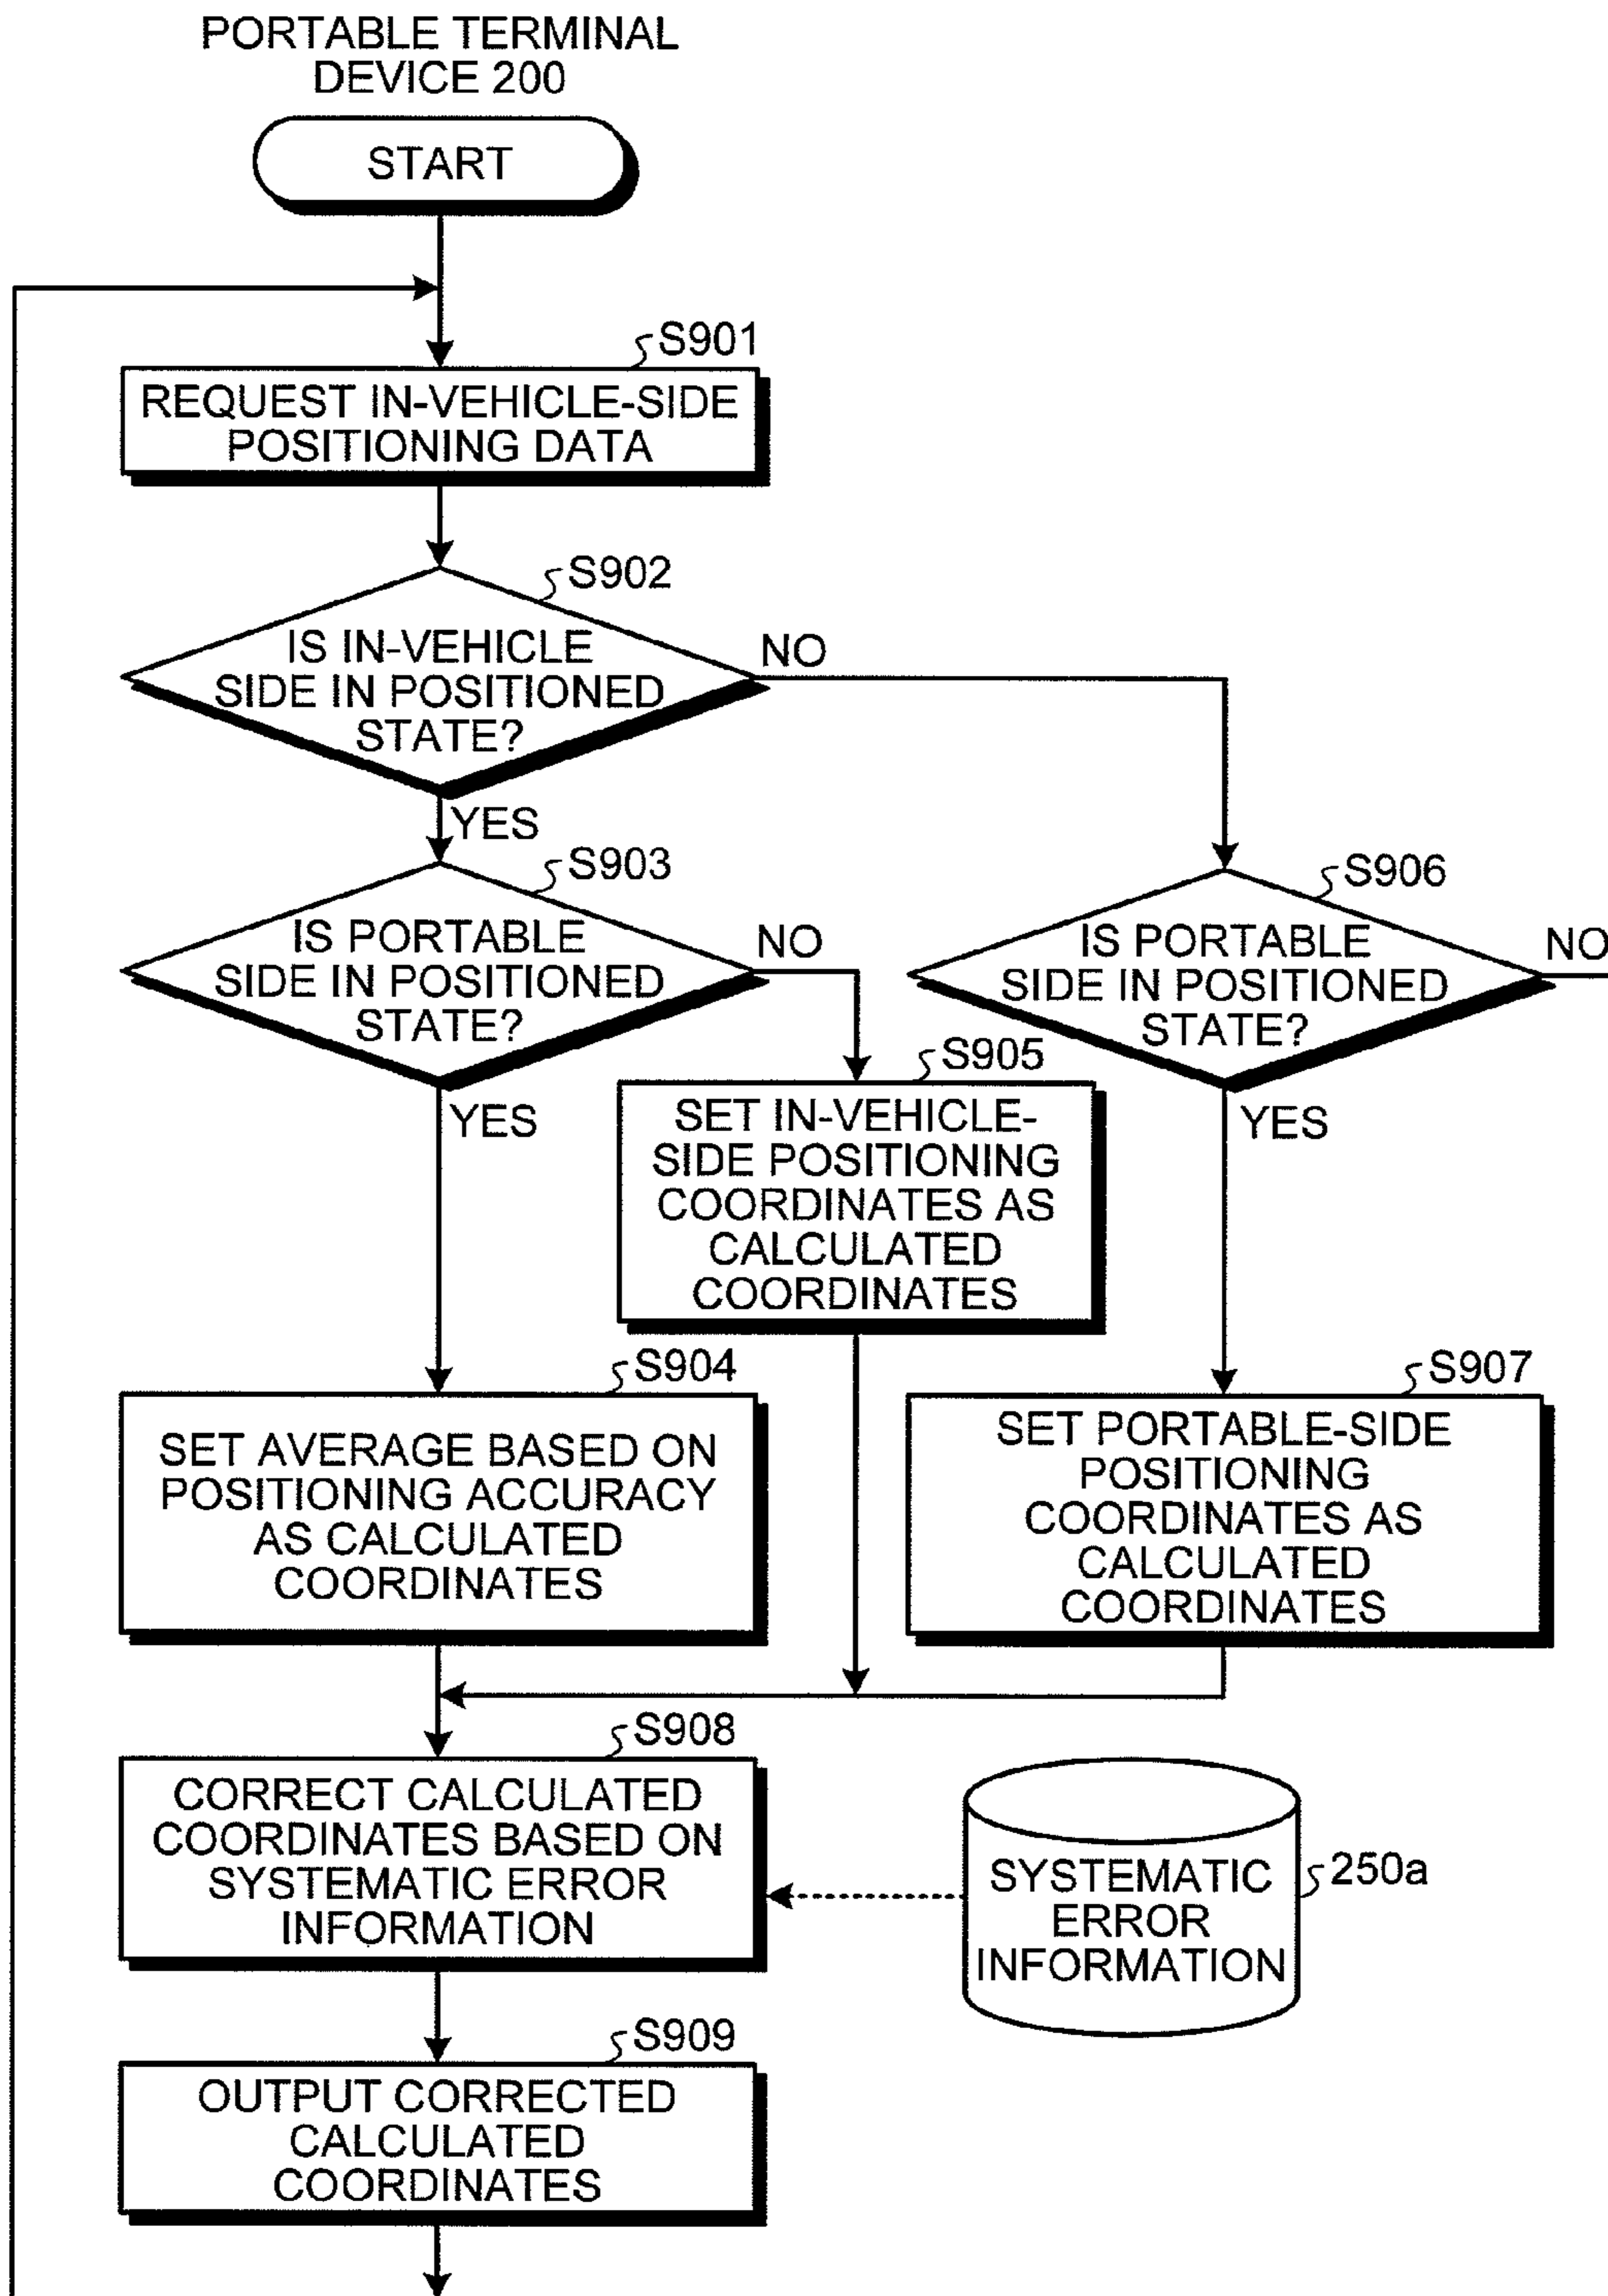 PORTABLE TERMINAL
DEVICE 200
START
S901
REQUEST IN-VEHICLE-SIDE
POSITIONING DATA
S902
IS IN-VEHICLE
SIDE IN POSITIONED
STATE?
NO
YES
S903
IS PORTABLE
SIDE IN POSITIONED
STATE?
NO
YES
S906
IS PORTABLE
SIDE IN POSITIONED
STATE?
NO
YES
S905
SET IN-VEHICLE-
SIDE POSITIONING
COORDINATES AS
CALCULATED
COORDINATES
S904
SET AVERAGE BASED ON
POSITIONING ACCURACY
AS CALCULATED
COORDINATES
S907
SET PORTABLE-SIDE
POSITIONING
COORDINATES AS
CALCULATED
COORDINATES
S908
CORRECT CALCULATED
COORDINATES BASED ON
SYSTEMATIC ERROR
INFORMATION
SYSTEMATIC
ERROR
INFORMATION
250a
S909
OUTPUT CORRECTED
CALCULATED
COORDINATES